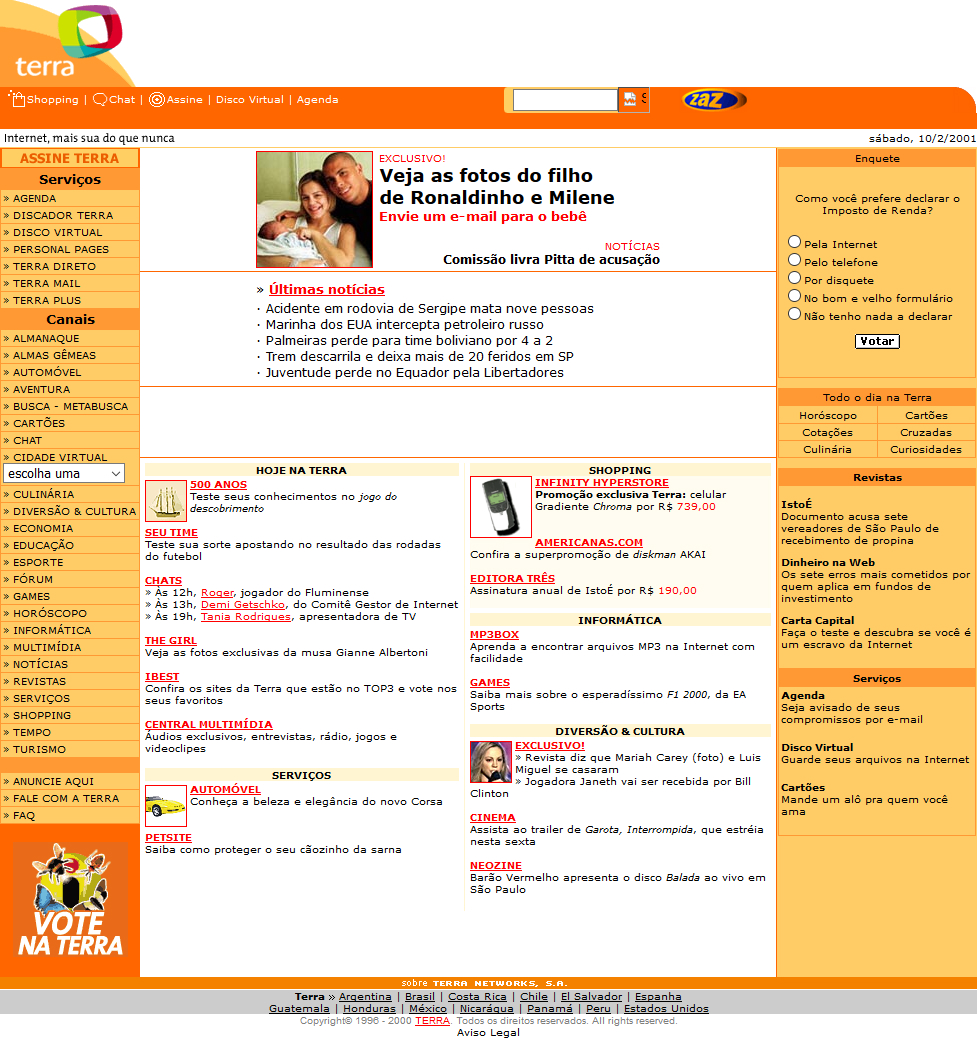 terra
Shopping | Chat | Assine | Disco Virtual | Agenda
zaz
Internet, mais sua do que nunca
sábado, 10/2/2001
ASSINE TERRA
Serviços
» AGENDA
» DISCADOR TERRA
» DISCO VIRTUAL
» PERSONAL PAGES
» TERRA DIRETO
» TERRA MAIL
» TERRA PLUS
Canais
» ALMANAQUE
» ALMAS GÊMEAS
» AUTOMÓVEL
» AVENTURA
» BUSCA - METABUSCA
» CARTÕES
» CHAT
» CIDADE VIRTUAL
escolha uma
» CULINÁRIA
» DIVERSÃO & CULTURA
» ECONOMIA
» EDUCAÇÃO
» ESPORTE
» FÓRUM
» GAMES
» HORÓSCOPO
» INFORMÁTICA
» MULTIMÍDIA
» NOTÍCIAS
» REVISTAS
» SERVIÇOS
» SHOPPING
» TEMPO
» TURISMO
» ANUNCIE AQUI
» FALE COM A TERRA
» FAQ
VOTE
NA TERRA
EXCLUSIVO!
Veja as fotos do filho
de Ronaldinho e Milene
Envie um e-mail para o bebê
NOTÍCIAS
Comissão livra Pitta de acusação
» Últimas notícias
· Acidente em rodovia de Sergipe mata nove pessoas
· Marinha dos EUA intercepta petroleiro russo
· Palmeiras perde para time boliviano por 4 a 2
· Trem descarrila e deixa mais de 20 feridos em SP
· Juventude perde no Equador pela Libertadores
HOJE NA TERRA
500 ANOS
Teste seus conhecimentos no jogo do
descobrimento
SEU TIME
Teste sua sorte apostando no resultado das rodadas
do futebol
CHATS
» Às 12h, Roger, jogador do Fluminense
» Às 13h, Demi Getschko, do Comitê Gestor de Internet
» Às 19h, Tania Rodrigues, apresentadora de TV
THE GIRL
Veja as fotos exclusivas da musa Gianne Albertoni
IBEST
Confira os sites da Terra que estão no TOP3 e vote nos
seus favoritos
CENTRAL MULTIMÍDIA
Áudios exclusivos, entrevistas, rádio, jogos e
videoclipes
SERVIÇOS
AUTOMÓVEL
Conheça a beleza e elegância do novo Corsa
PETSITE
Saiba como proteger o seu cãozinho da sarna
SHOPPING
INFINITY HYPERSTORE
Promoção exclusiva Terra: celular
Gradiente Chroma por R$ 739,00
AMERICANAS.COM
Confira a superpromoção de diskman AKAI
EDITORA TRÊS
Assinatura anual de IstoÉ por R$ 190,00
INFORMÁTICA
MP3BOX
Aprenda a encontrar arquivos MP3 na Internet com
facilidade
GAMES
Saiba mais sobre o esperadíssimo F1 2000, da EA
Sports
DIVERSÃO & CULTURA
EXCLUSIVO!
» Revista diz que Mariah Carey (foto) e Luis
Miguel se casaram
» Jogadora Janeth vai ser recebida por Bill
Clinton
CINEMA
Assista ao trailer de Garota, Interrompida, que estréia
nesta sexta
NEOZINE
Barão Vermelho apresenta o disco Balada ao vivo em
São Paulo
Enquete
Como você prefere declarar o
Imposto de Renda?
Pela Internet
Pelo telefone
Por disquete
No bom e velho formulário
Não tenho nada a declarar
Votar
Todo o dia na Terra
Horóscopo Cartões
Cotações Cruzadas
Culinária Curiosidades
Revistas
IstoÉ
Documento acusa sete
vereadores de São Paulo de
recebimento de propina
Dinheiro na Web
Os sete erros mais cometidos por
quem aplica em fundos de
investimento
Carta Capital
Faça o teste e descubra se você é
um escravo da Internet
Serviços
Agenda
Seja avisado de seus
compromissos por e-mail
Disco Virtual
Guarde seus arquivos na Internet
Cartões
Mande um alô pra quem você
ama
sobre TERRA NETWORKS, S.A.
Terra » Argentina | Brasil | Costa Rica | Chile | El Salvador | Espanha
Guatemala | Honduras | México | Nicarágua | Panamá | Peru | Estados Unidos
Copyright© 1996 - 2000 TERRA. Todos os direitos reservados. All rights reserved.
Aviso Legal